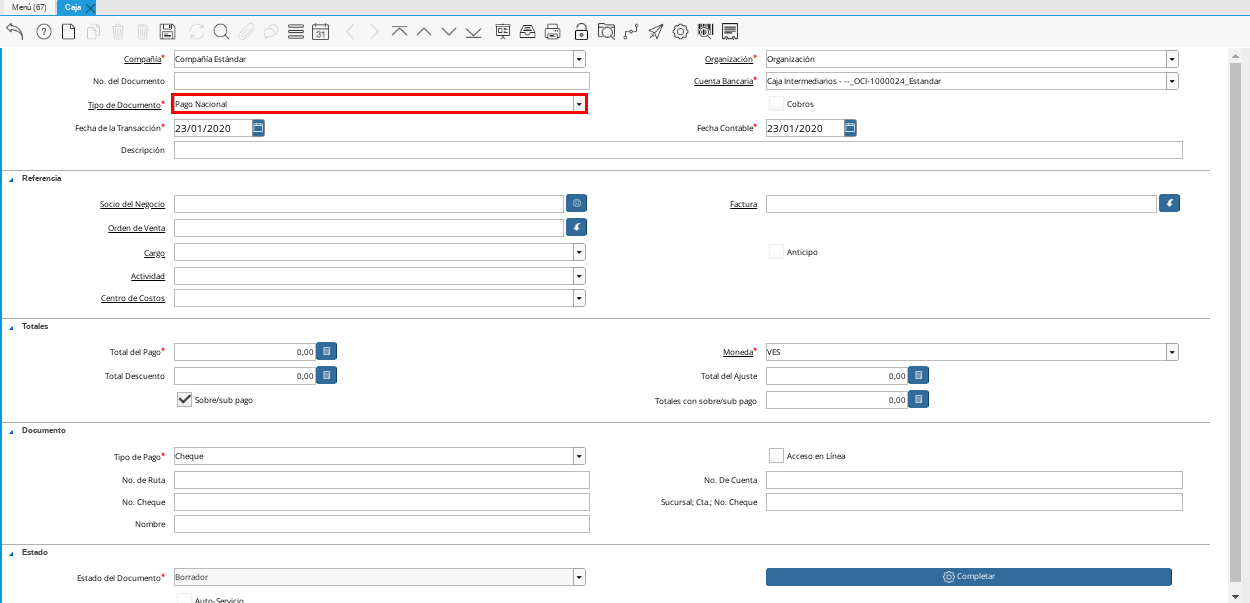 Menú (67) Caja
31
Compañía* Compañía Estándar Organización* Organización
No. del Documento Cuenta Bancaria* Caja Intermediarios - --_OCI-1000024_Estandar
Tipo de Documento* Pago Nacional Cobros
Fecha de la Transacción* 23/01/2020 Fecha Contable* 23/01/2020
Descripción
Referencia
Socio del Negocio Factura
Orden de Venta
Cargo Anticipo
Actividad
Centro de Costos
Totales
Total del Pago* 0,00 Moneda* VES
Total Descuento 0,00 Total del Ajuste 0,00
Sobre/sub pago Totales con sobre/sub pago 0,00
Documento
Tipo de Pago* Cheque Acceso en Línea
No. de Ruta No. De Cuenta
No. Cheque Sucursal; Cta.; No. Cheque
Nombre
Estado
Estado del Documento* Borrador Completar
Auto-Servicio